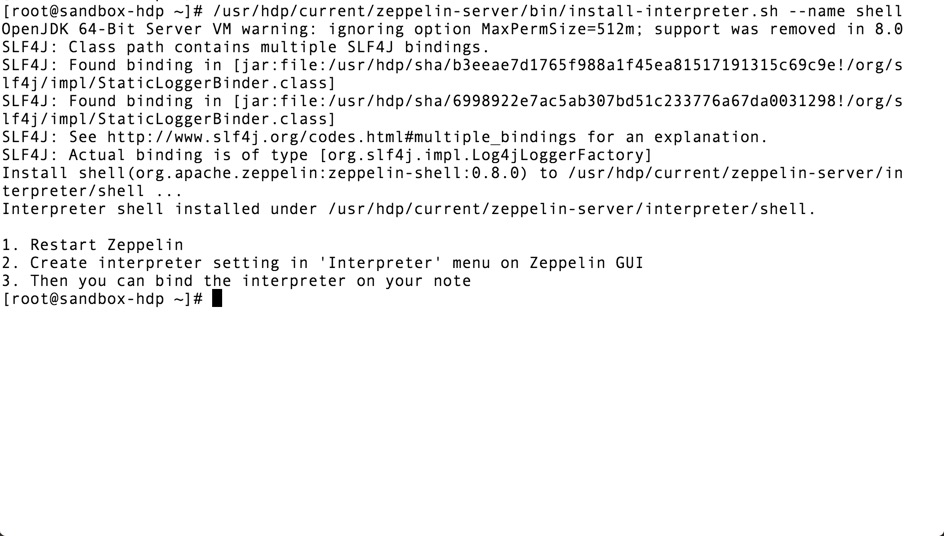 [root@sandbox-hdp ~]# /usr/hdp/current/zeppelin-server/bin/install-interpreter.sh --name shell
OpenJDK 64-Bit Server VM warning: ignoring option MaxPermSize=512m; support was removed in 8.0
SLF4J: Class path contains multiple SLF4J bindings.
SLF4J: Found binding in [jar:file:/usr/hdp/sha/b3eeae7d1765f988a1f45ea81517191315c69c9e!/org/s
lf4j/impl/StaticLoggerBinder.class]
SLF4J: Found binding in [jar:file:/usr/hdp/sha/6998922e7ac5ab307bd51c233776a67da0031298!/org/s
lf4j/impl/StaticLoggerBinder.class]
SLF4J: See http://www.slf4j.org/codes.html#multiple_bindings for an explanation.
SLF4J: Actual binding is of type [org.slf4j.impl.Log4jLoggerFactory]
Install shell(org.apache.zeppelin:zeppelin-shell:0.8.0) to /usr/hdp/current/zeppelin-server/in
terpreter/shell ...
Interpreter shell installed under /usr/hdp/current/zeppelin-server/interpreter/shell.
1. Restart Zeppelin
2. Create interpreter setting in 'Interpreter' menu on Zeppelin GUI
3. Then you can bind the interpreter on your note
[root@sandbox-hdp ~]#